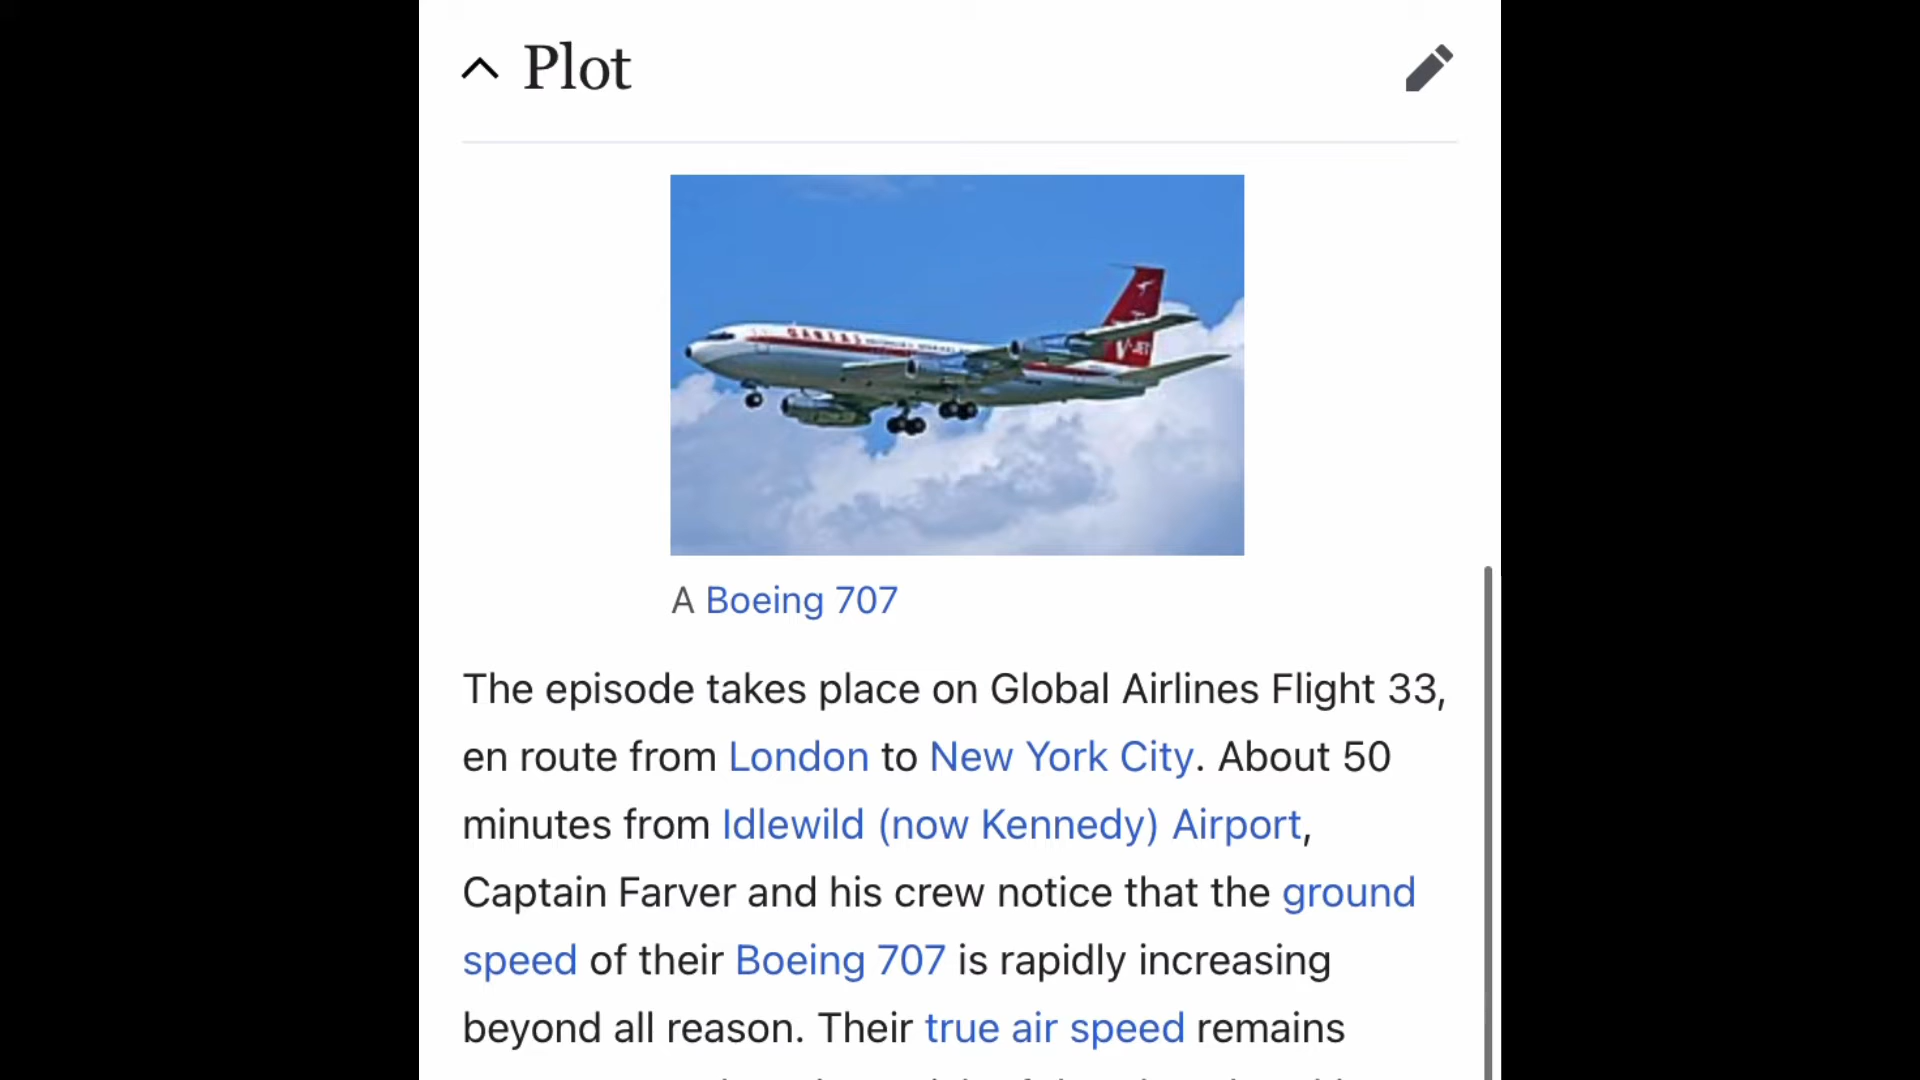 Plot
QANTAS
V-JET
A Boeing 707
The episode takes place on Global Airlines Flight 33,
en route from London to New York City. About 50
minutes from Idlewild (now Kennedy) Airport,
Captain Farver and his crew notice that the ground
speed of their Boeing 707 is rapidly increasing
beyond all reason. Their true air speed remains